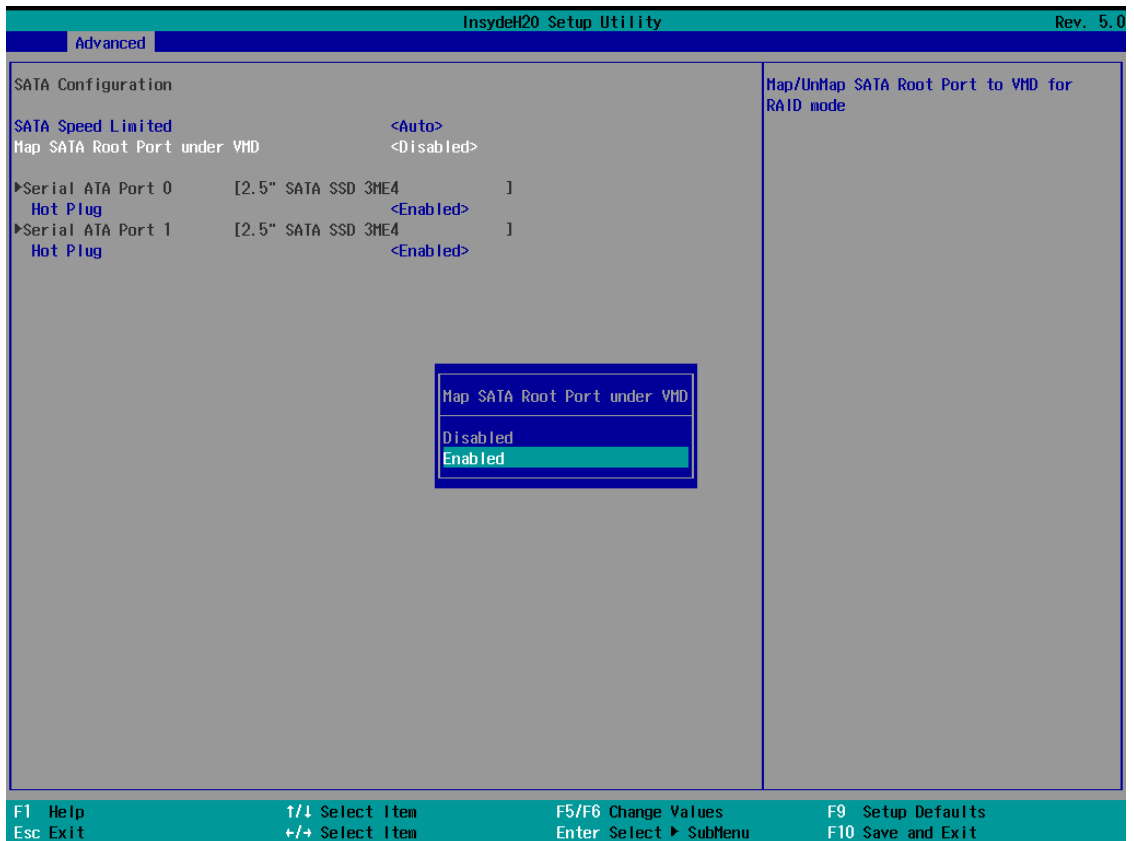 InsydeH2O Setup Utility Rev. 5.0
Advanced
SATA Configuration
SATA Speed Limited <Auto>
Map SATA Root Port under VMD <Disabled>
▶Serial ATA Port 0 [2.5" SATA SSD 3ME4 ]
Hot Plug <Enabled>
▶Serial ATA Port 1 [2.5" SATA SSD 3ME4 ]
Hot Plug <Enabled>
Map/UnMap SATA Root Port to VMD for
RAID mode
Map SATA Root Port under VMD
Disabled
Enabled
F1 Help ↑/↓ Select Item F5/F6 Change Values F9 Setup Defaults
Esc Exit ←/→ Select Item Enter Select ▶ SubMenu F10 Save and Exit